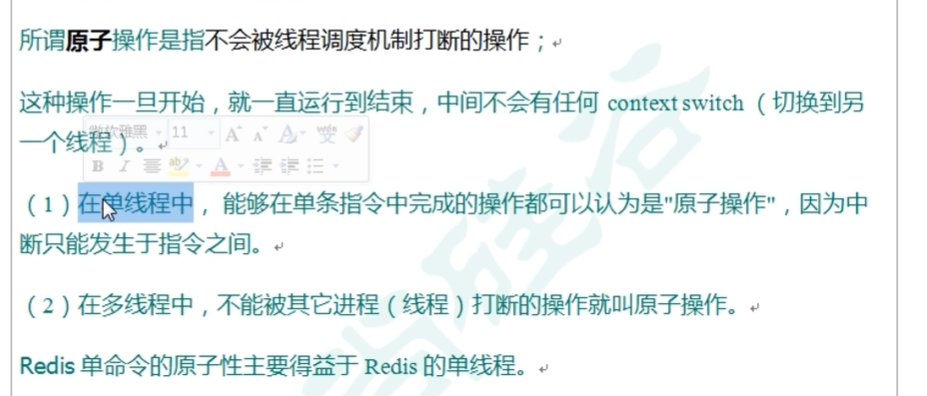 所谓原子操作是指不会被线程调度机制打断的操作；
这种操作一旦开始，就一直运行到结束，中间不会有任何 context switch （切换到另
微软雅黑 11
一个线程）。
（1）在单线程中， 能够在单条指令中完成的操作都可以认为是"原子操作"，因为中
断只能发生于指令之间。
（2）在多线程中，不能被其它进程（线程）打断的操作就叫原子操作。
Redis 单命令的原子性主要得益于 Redis 的单线程。
尚硅谷